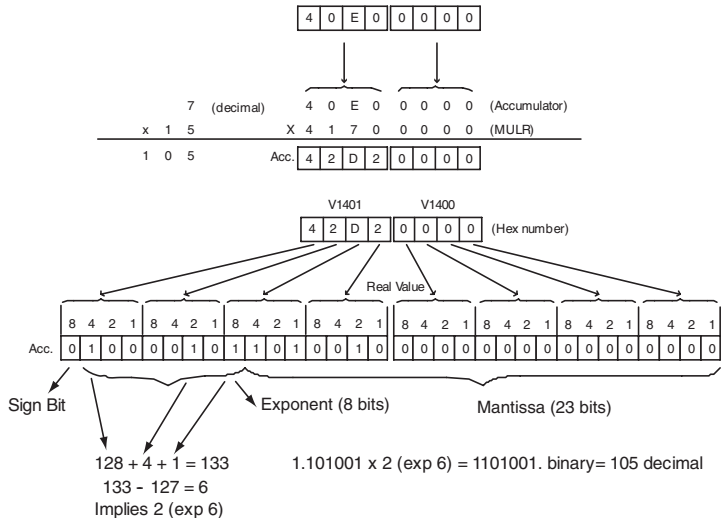 4 0 E 0 0 0 0 0
7 (decimal) 4 0 E 0 0 0 0 0 (Accumulator)
x 1 5 X 4 1 7 0 0 0 0 0 (MULR)
1 0 5 Acc. 4 2 D 2 0 0 0 0
V1401 V1400
4 2 D 2 0 0 0 0 (Hex number)
Real Value
8 4 2 1 8 4 2 1 8 4 2 1 8 4 2 1 8 4 2 1 8 4 2 1 8 4 2 1 8 4 2 1
Acc. 0 1 0 0 0 0 1 0 1 1 0 1 0 0 1 0 0 0 0 0 0 0 0 0 0 0 0 0 0 0 0 0
Sign Bit Exponent (8 bits) Mantissa (23 bits)
128 + 4 + 1 = 133 1.101001 x 2 (exp 6) = 1101001. binary= 105 decimal
133 - 127 = 6
Implies 2 (exp 6)